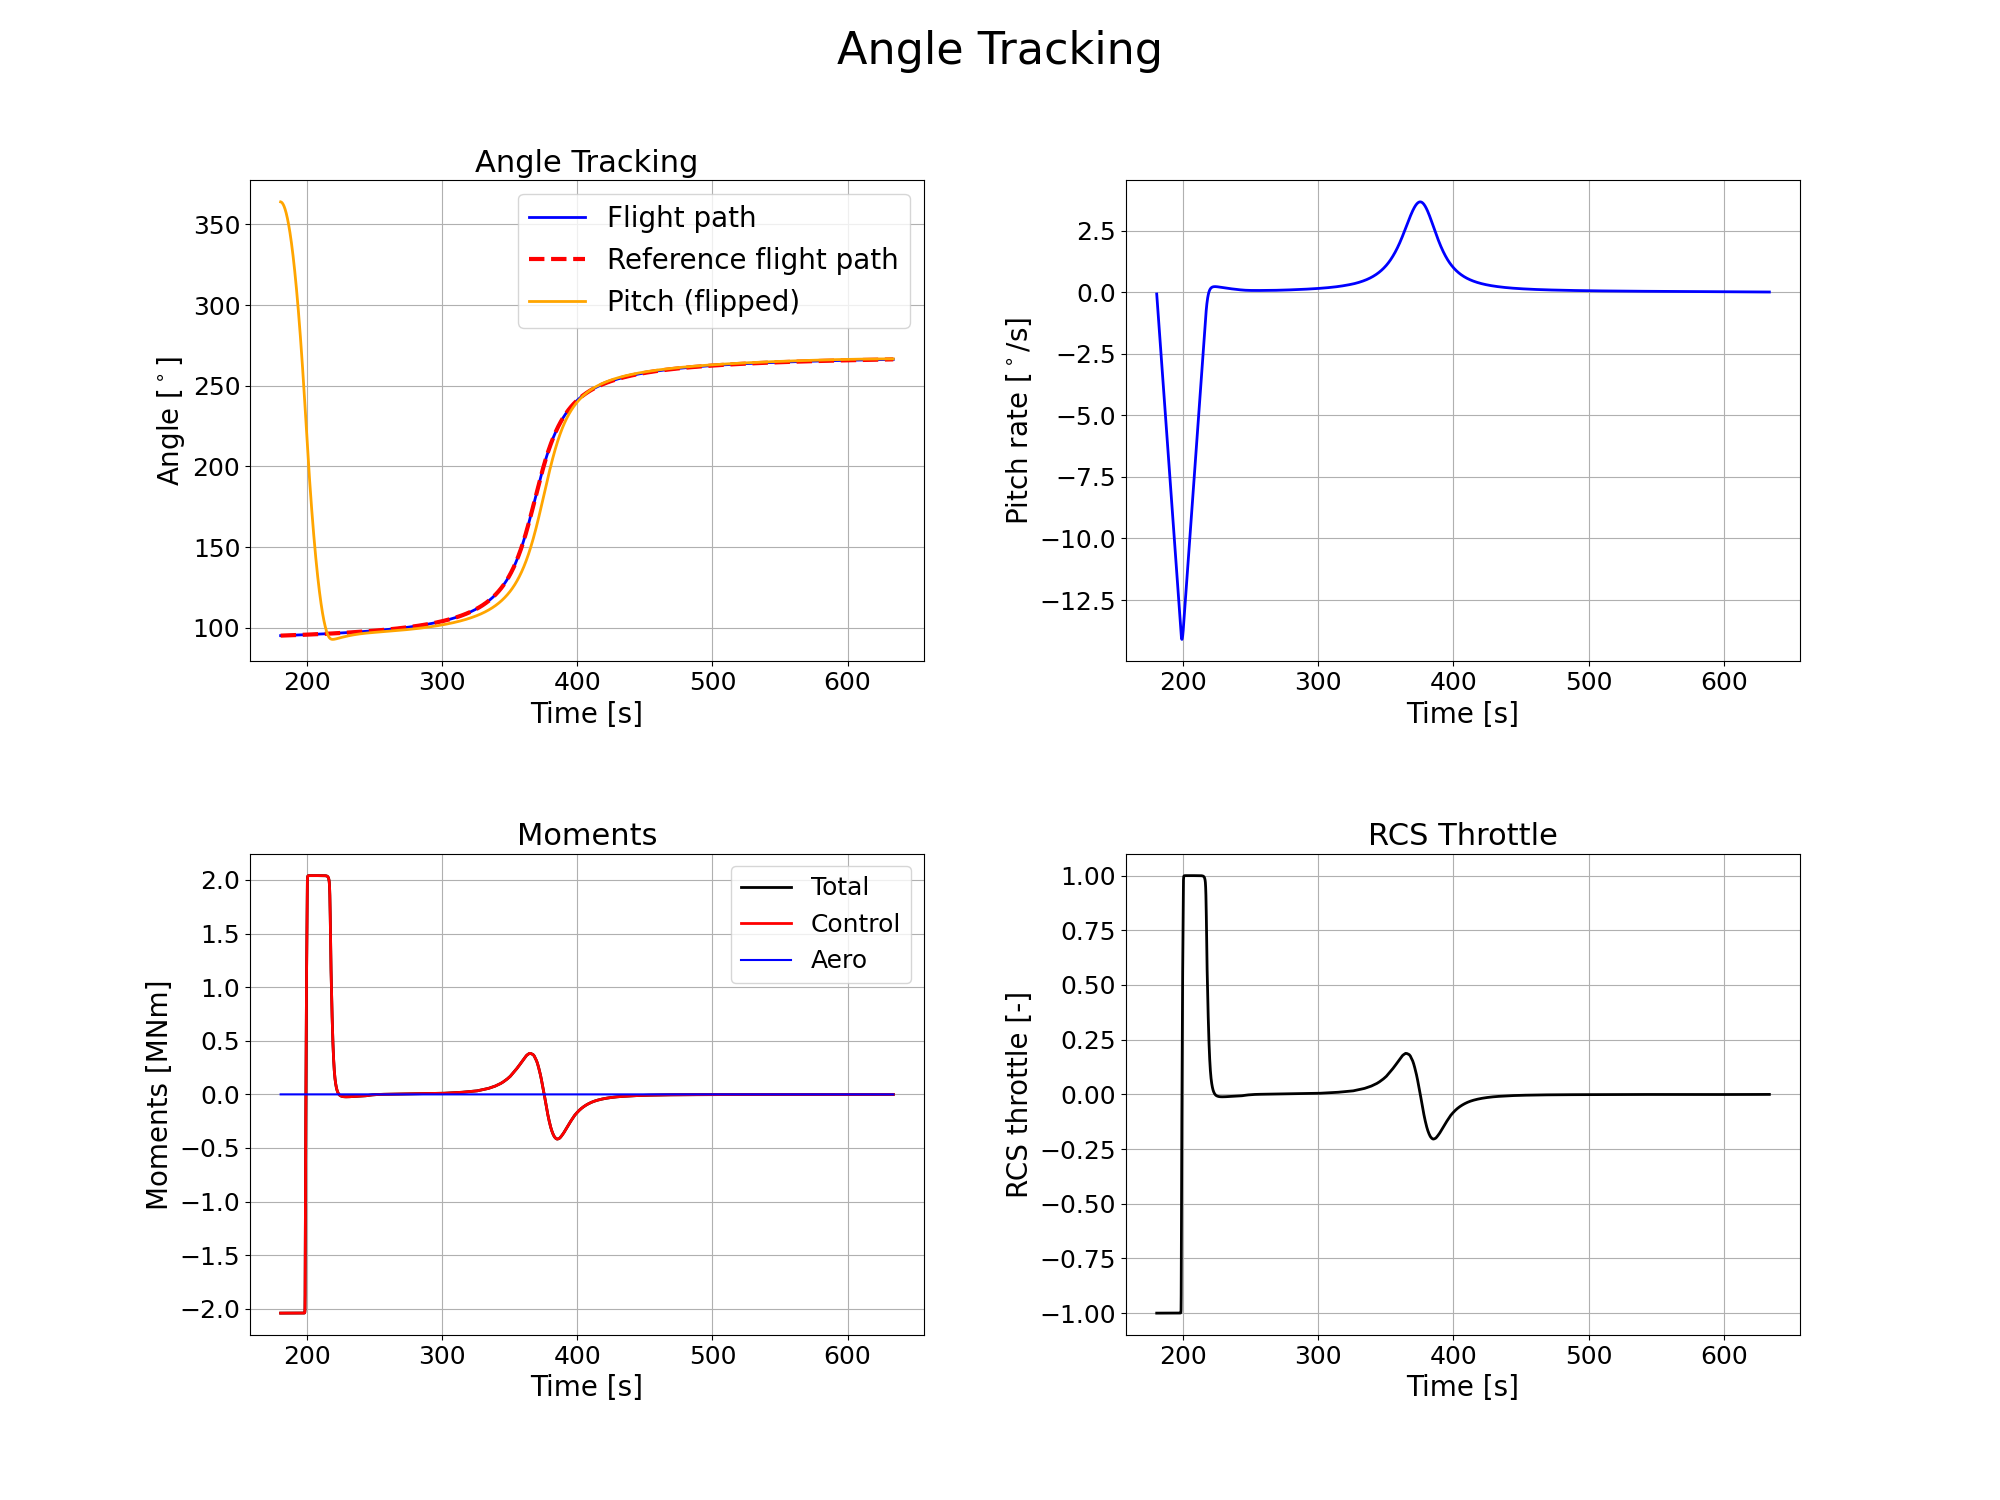 Angle Tracking
Angle Tracking
Flight path
Reference flight path
Pitch (flipped)
Angle [°]
350
300
250
200
150
100
200 300 400 500 600
Time [s]
Pitch rate [°/s]
2.5
0.0
−2.5
−5.0
−7.5
−10.0
−12.5
200 300 400 500 600
Time [s]
Moments
Total
Control
Aero
Moments [MNm]
2.0
1.5
1.0
0.5
0.0
−0.5
−1.0
−1.5
−2.0
200 300 400 500 600
Time [s]
RCS Throttle
RCS throttle [-]
1.00
0.75
0.50
0.25
0.00
−0.25
−0.50
−0.75
−1.00
200 300 400 500 600
Time [s]